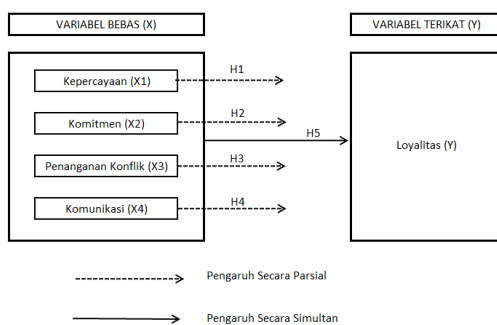 VARIABEL BEBAS (X)
VARIABEL TERIKAT (Y)
Kepercayaan (X1)
H1
Komitmen (X2)
H2
H5
Loyalitas (Y)
Penanganan Konflik (X3)
H3
Komunikasi (X4)
H4
Pengaruh Secara Parsial
Pengaruh Secara Simultan